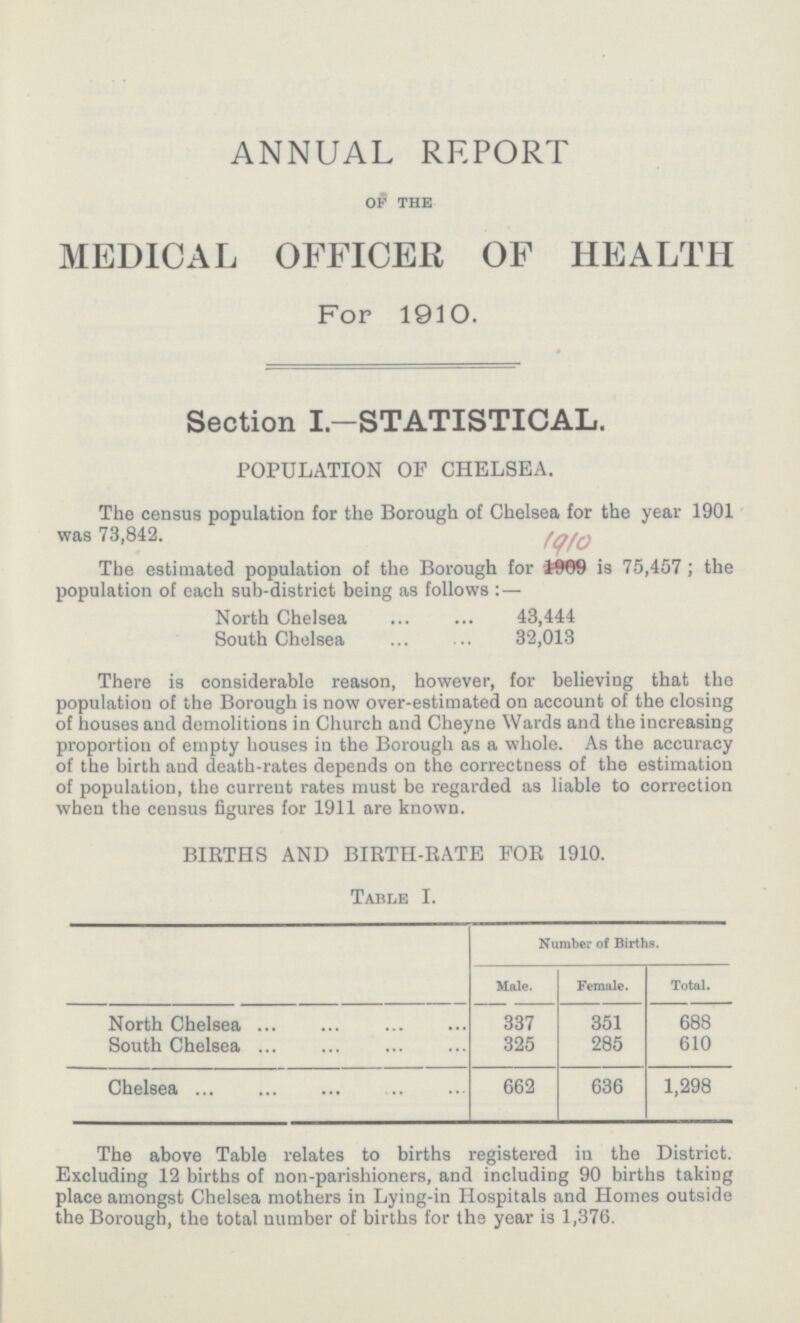 ANNUAL REPORT
OF THE
MEDICAL OFFICER OF HEALTH
For 1910.
Section I.—STATISTICAL.
POPULATION OF CHELSEA.
The census population for the Borough of Chelsea for the year 1901
was 73,842.
1910
The estimated population of the Borough for 1909 is 75,457; the
population of each sub-district being as follows :—
North Chelsea ... ... 43,444
South Chelsea ... ... 32,013
There is considerable reason, however, for believing that the
population of the Borough is now over-estimated on account of the closing
of houses and demolitions in Church and Cheyne Wards and the increasing
proportion of empty houses in the Borough as a whole. As the accuracy
of the birth and death-rates depends on the correctness of the estimation
of population, the current rates must be regarded as liable to correction
when the census figures for 1911 are known.
BIRTHS AND BIRTH-RATE FOR 1910.
TABLE I.
Number of Births.
Male. Female. Total.
North Chelsea ... ... ... ... 337 351 688
South Chelsea ... ... ... ... 325 285 610
Chelsea ... ... ... ... ... 662 636 1,298
The above Table relates to births registered in the District.
Excluding 12 births of non-parishioners, and including 90 births taking
place amongst Chelsea mothers in Lying-in Hospitals and Homes outside
the Borough, the total number of births for the year is 1,376.